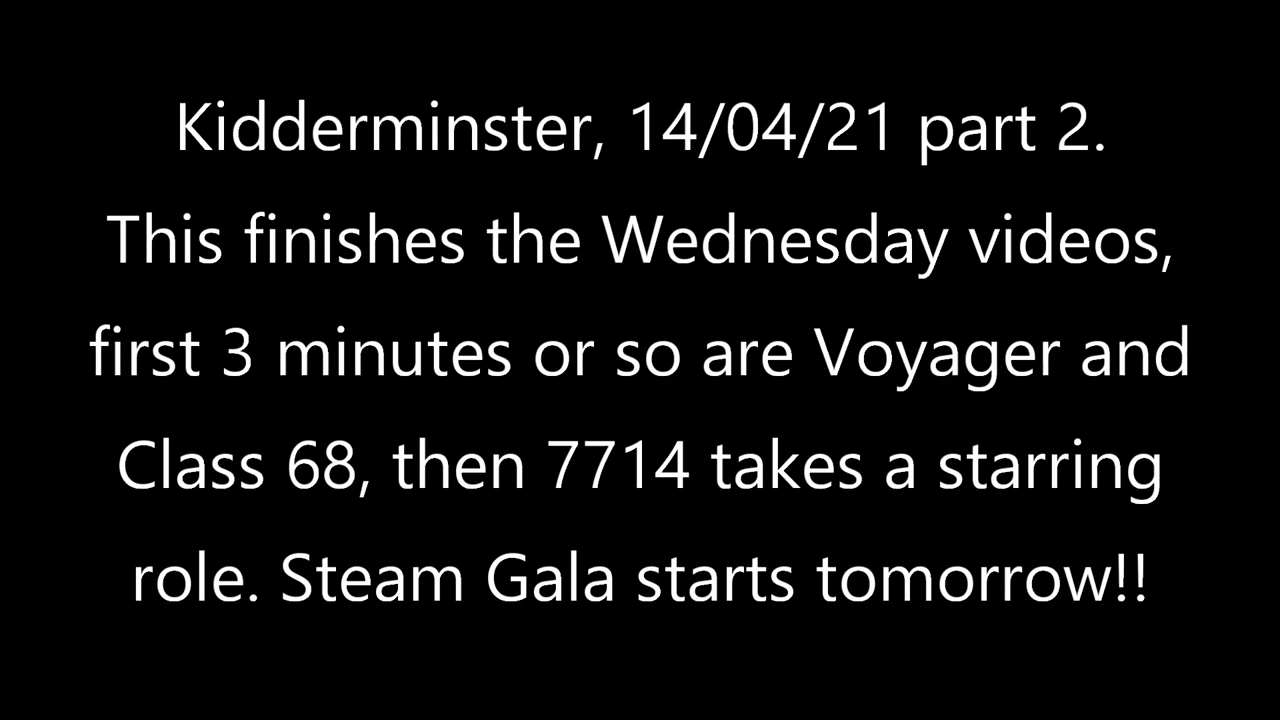 Kidderminster, 14/04/21 part 2.
This finishes the Wednesday videos,
first 3 minutes or so are Voyager and
Class 68, then 7714 takes a starring
role. Steam Gala starts tomorrow!!